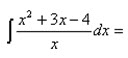 ∫ (x² + 3x − 4)/x dx =